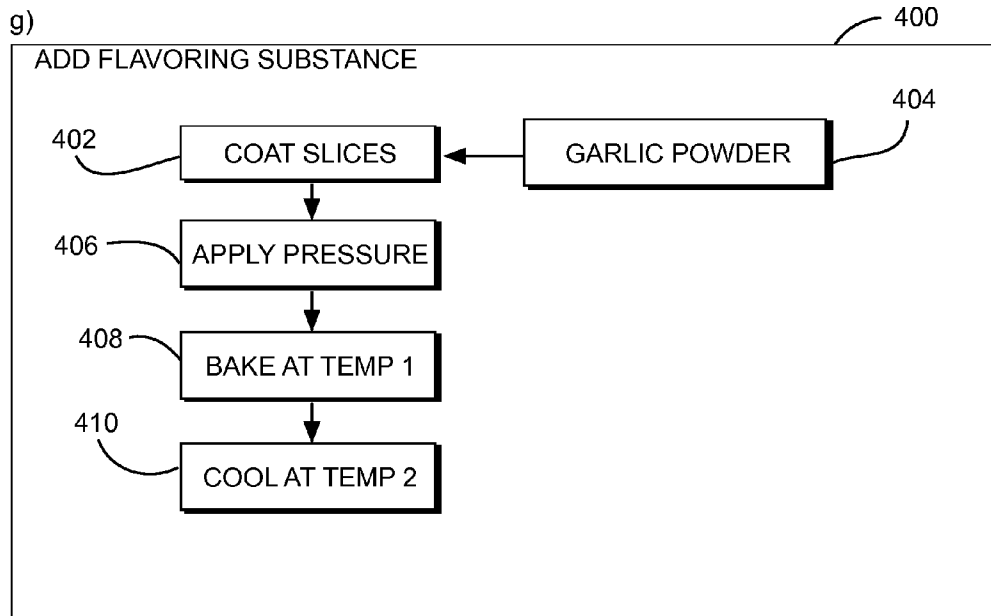 g)
400
ADD FLAVORING SUBSTANCE
402
COAT SLICES
GARLIC POWDER
404
406
APPLY PRESSURE
408
BAKE AT TEMP 1
410
COOL AT TEMP 2